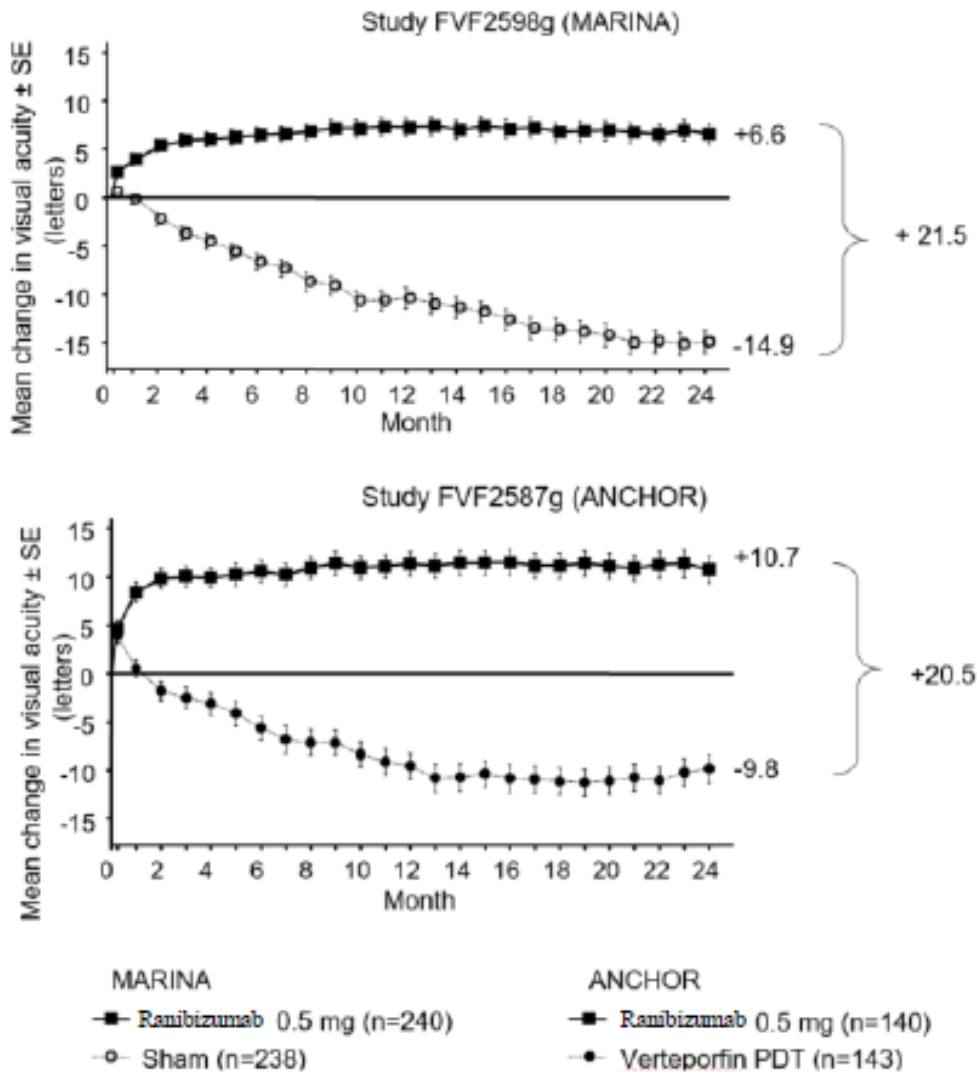 Study FVF2598g (MARINA)
Mean change in visual acuity ± SE
(letters)
15
10
5
0
-5
-10
-15
+6.6
-14.9
+ 21.5
0 2 4 6 8 10 12 14 16 18 20 22 24
Month
Study FVF2587g (ANCHOR)
Mean change in visual acuity ± SE
(letters)
15
10
5
0
-5
-10
-15
+10.7
-9.8
+20.5
0 2 4 6 8 10 12 14 16 18 20 22 24
Month
MARINA
Ranibizumab 0.5 mg (n=240)
Sham (n=238)
ANCHOR
Ranibizumab 0.5 mg (n=140)
Verteporfin PDT (n=143)